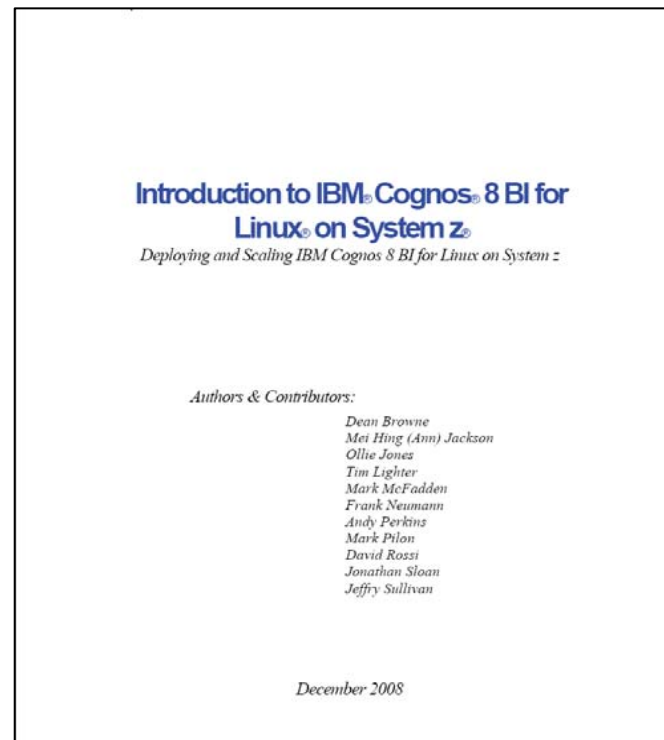 Introduction to IBM® Cognos® 8 BI for
Linux® on System z®
Deploying and Scaling IBM Cognos 8 BI for Linux on System z
Authors & Contributors:
Dean Browne
Mei Hing (Ann) Jackson
Ollie Jones
Tim Lighter
Mark McFadden
Frank Neumann
Andy Perkins
Mark Pilon
David Rossi
Jonathan Sloan
Jeffry Sullivan
December 2008